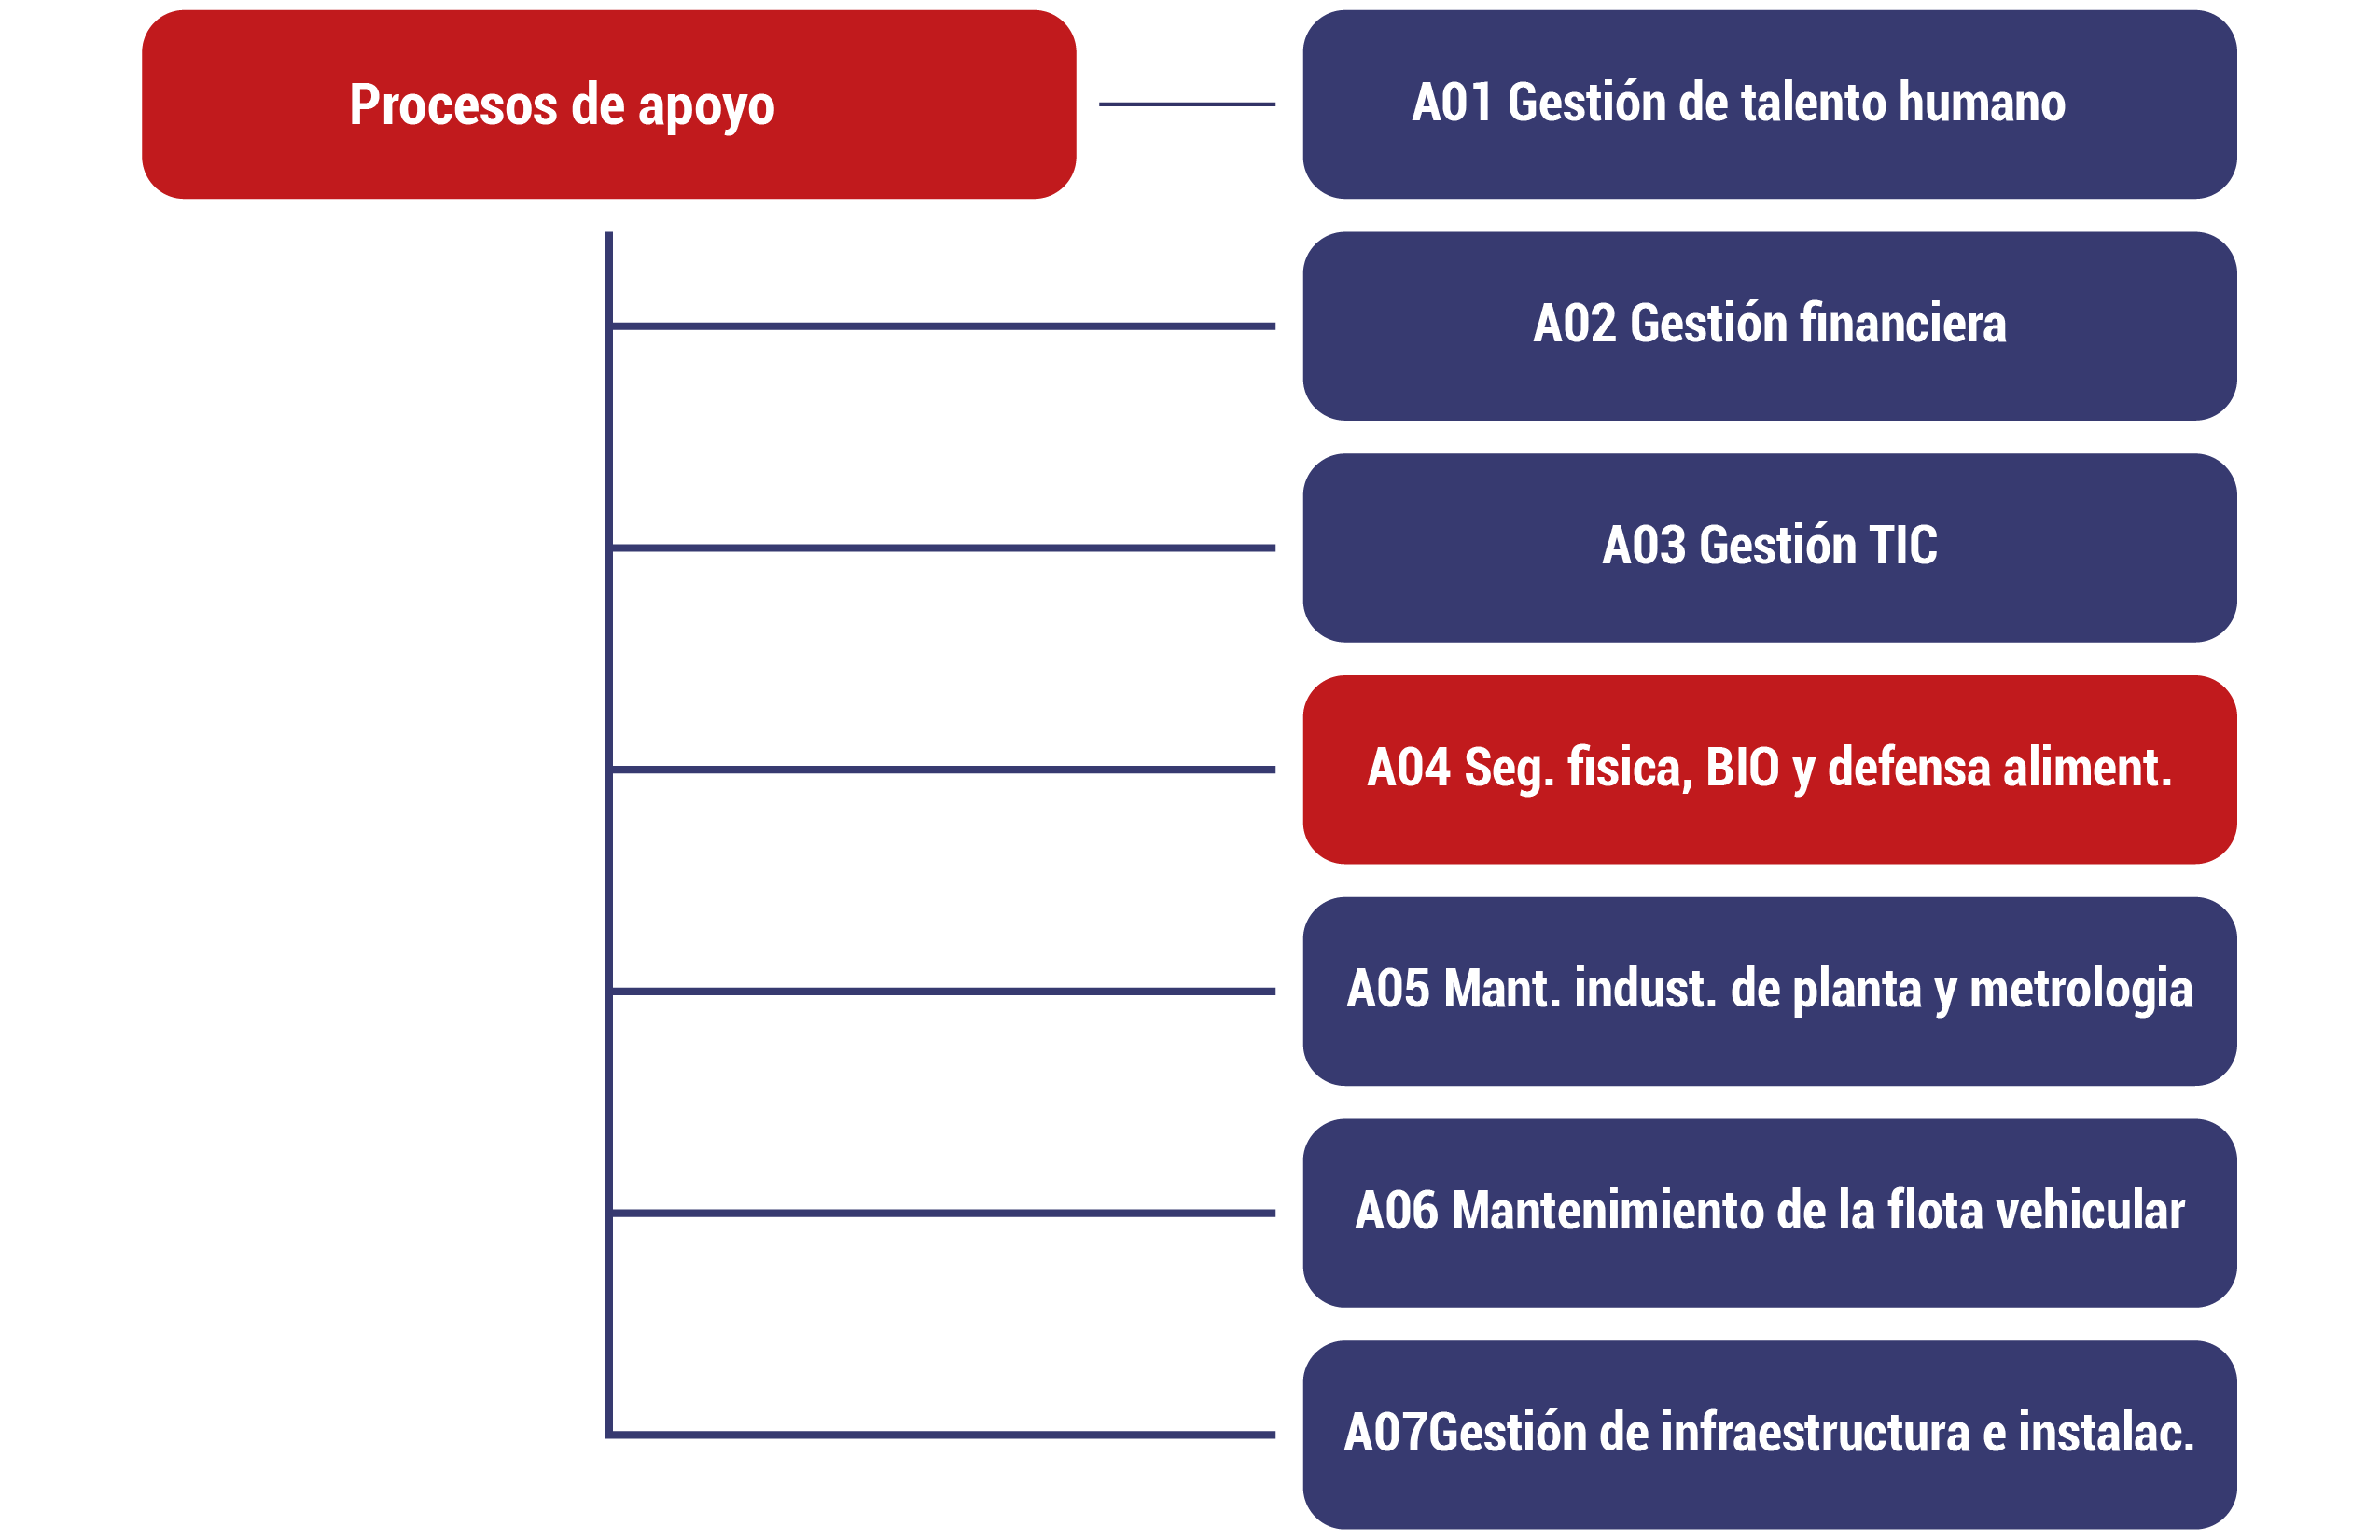 Procesos de apoyo
A01 Gestión de talento humano
A02 Gestión financiera
A03 Gestión TIC
A04 Seg. fisica, BIO y defensa aliment.
A05 Mant. indust. de planta y metrologia
A06 Mantenimiento de la flota vehicular
A07Gestión de infraestructura e instalac.